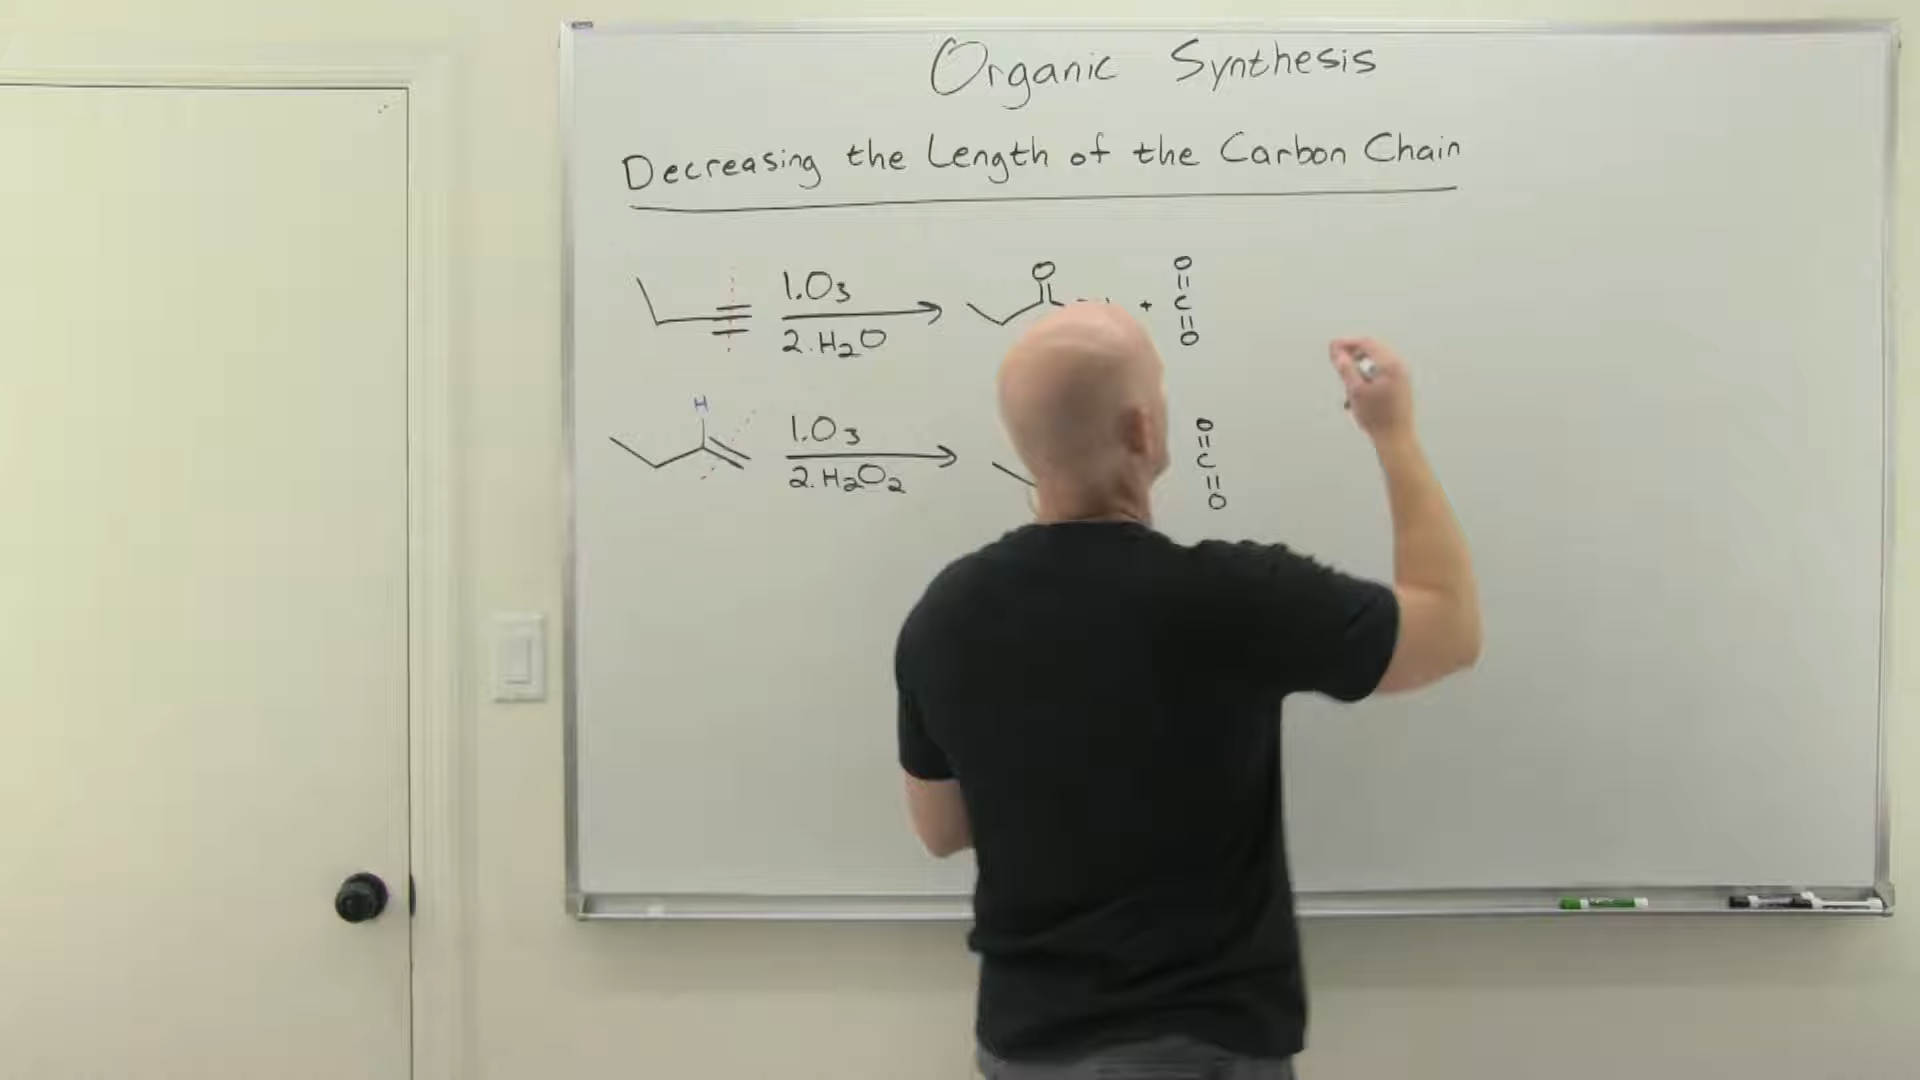 Organic Synthesis
Decreasing the Length of the Carbon Chain
1. O₃
2. H₂O
O
+
O
C
O
H
1. O₃
2. H₂O₂
O
C
O